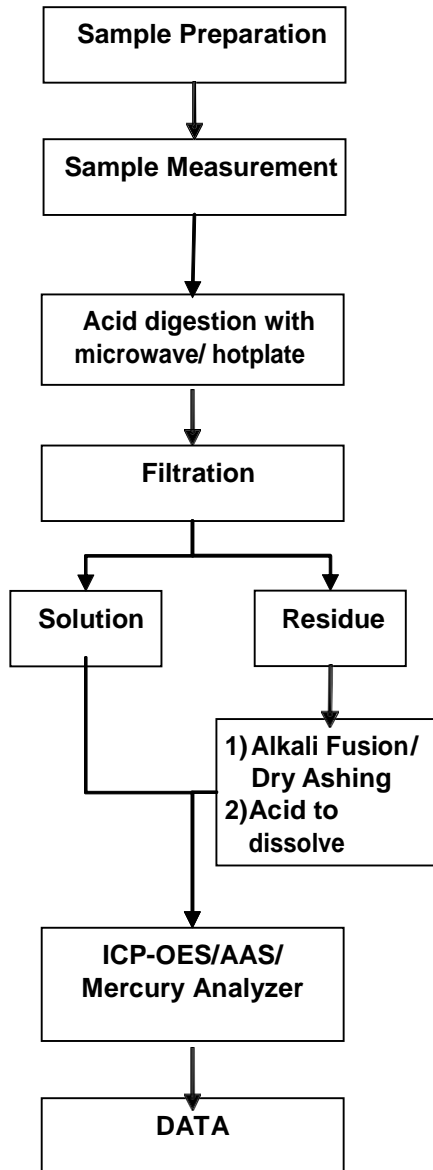 Sample Preparation
Sample Measurement
Acid digestion with
microwave/ hotplate
Filtration
Solution
Residue
1) Alkali Fusion/
Dry Ashing
2) Acid to
dissolve
ICP-OES/AAS/
Mercury Analyzer
DATA